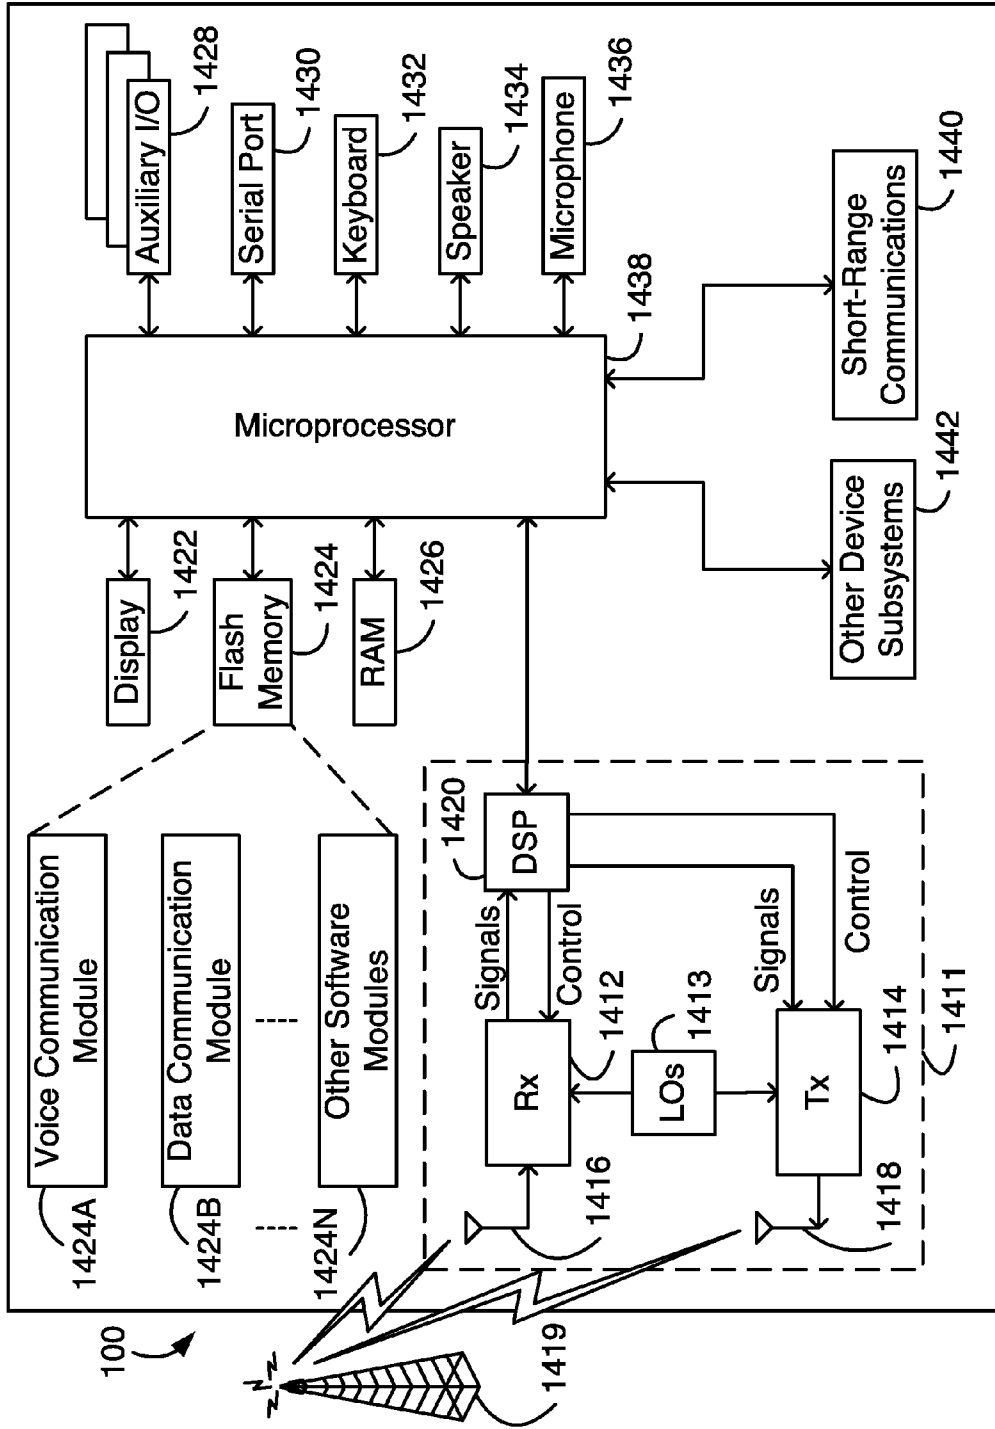 100
1419
1424A
Voice Communication
Module
1424B
Data Communication
Module
1424N
Other Software
Modules
Display
1422
Flash
Memory
1424
RAM
1426
Microprocessor
1438
Auxiliary I/O
1428
Serial Port
1430
Keyboard
1432
Speaker
1434
Microphone
1436
1416
Rx
1412
Signals
Control
DSP
1420
LOs
1413
1418
Tx
1414
Signals
Control
1411
Other Device
Subsystems
1442
Short-Range
Communications
1440